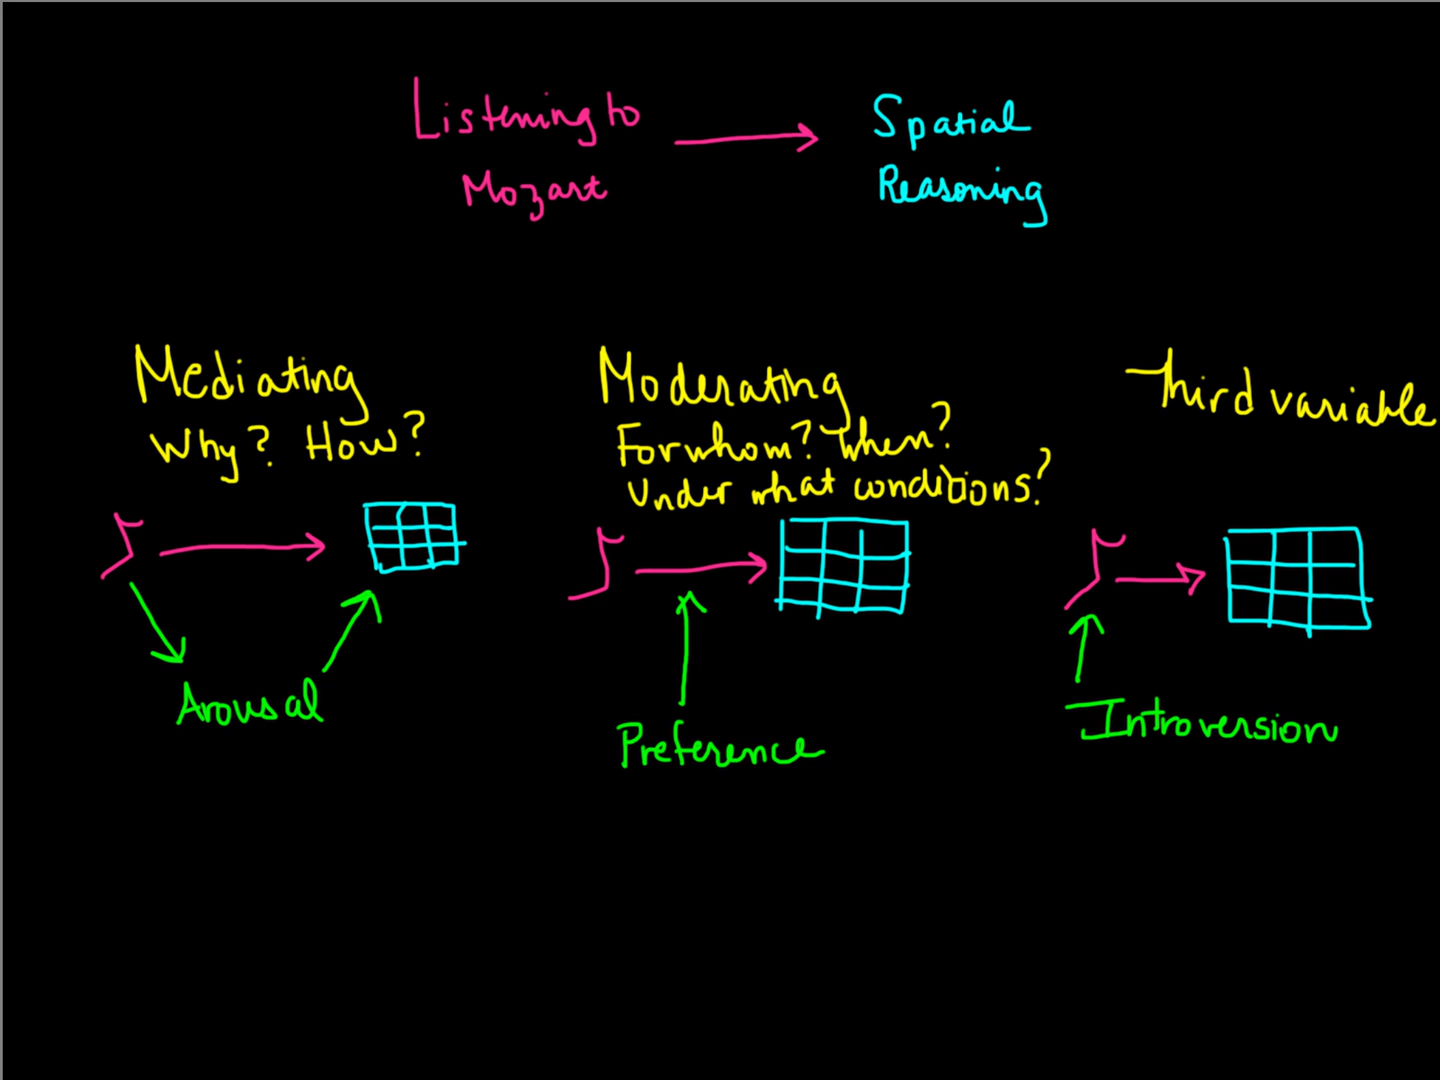 Listening to
Mozart
Spatial
Reasoning
Mediating
Why? How?
Arousal
Moderating
For whom? When?
Under what conditions?
Preference
Third variable
Introversion